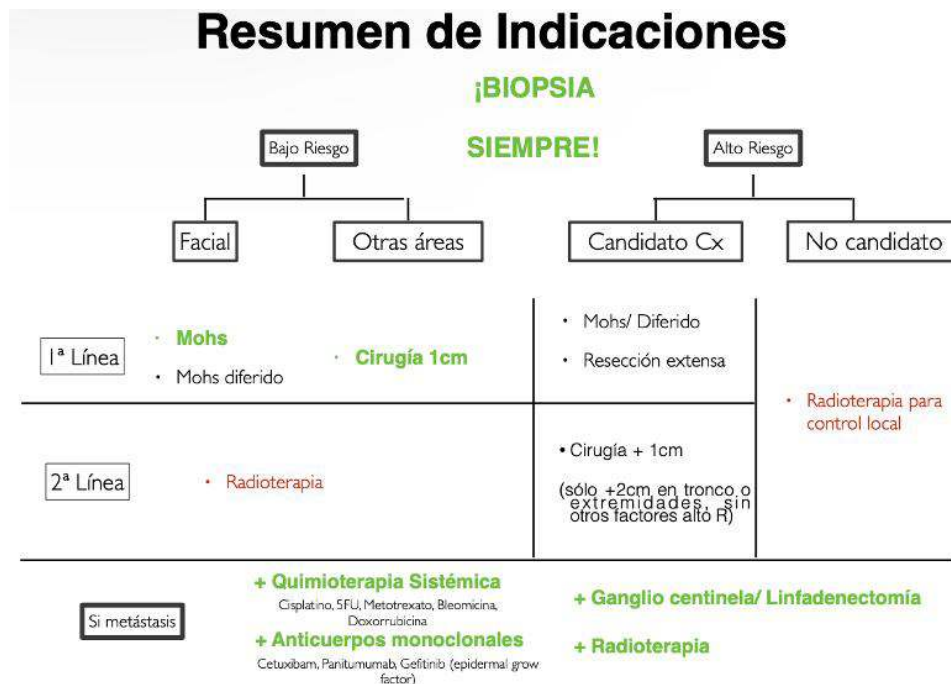 Resumen de Indicaciones
¡BIOPSIA
SIEMPRE!
Bajo Riesgo
Alto Riesgo
Facial
Otras áreas
Candidato Cx
No candidato
1ª Línea
· Mohs
• Mohs diferido
· Cirugía 1cm
• Mohs/ Diferido
• Resección extensa
• Radioterapia para
control local
2ª Línea
• Radioterapia
• Cirugía + 1cm
(sólo +2cm en tronco o
extremidades, sin
otros factores alto R)
Si metástasis
+ Quimioterapia Sistémica
Cisplatino, 5FU, Metotrexato, Bleomicina,
Doxorrubicina
+ Anticuerpos monoclonales
Cetuxibam, Panitumumab, Gefitinib (epidermal grow
factor)
+ Ganglio centinela/ Linfadenectomía
+ Radioterapia